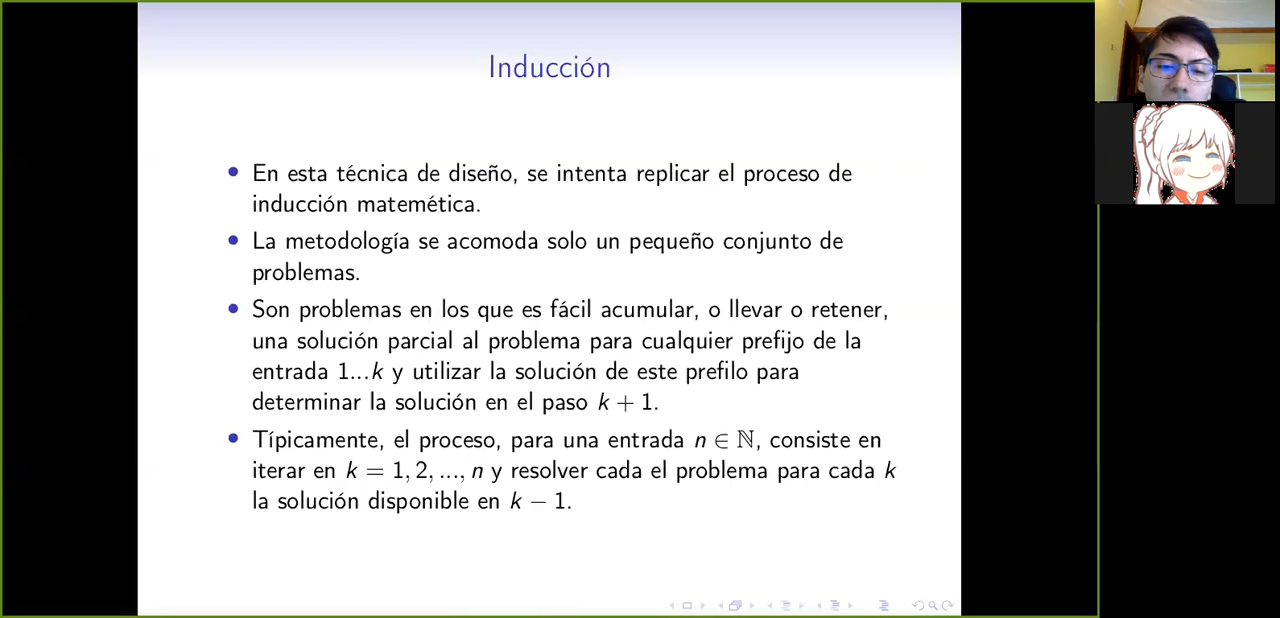 Inducción
En esta técnica de diseño, se intenta replicar el proceso de
inducción matemética.
La metodología se acomoda solo un pequeño conjunto de
problemas.
Son problemas en los que es fácil acumular, o llevar o retener,
una solución parcial al problema para cualquier prefijo de la
entrada 1...k y utilizar la solución de este prefilo para
determinar la solución en el paso k + 1.
Típicamente, el proceso, para una entrada n ∈ ℕ, consiste en
iterar en k = 1, 2, ..., n y resolver cada el problema para cada k
la solución disponible en k − 1.